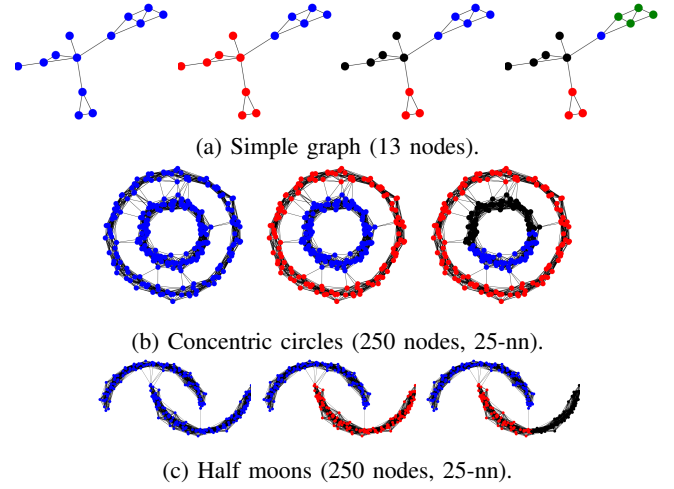 (a) Simple graph (13 nodes).
(b) Concentric circles (250 nodes, 25-nn).
(c) Half moons (250 nodes, 25-nn).